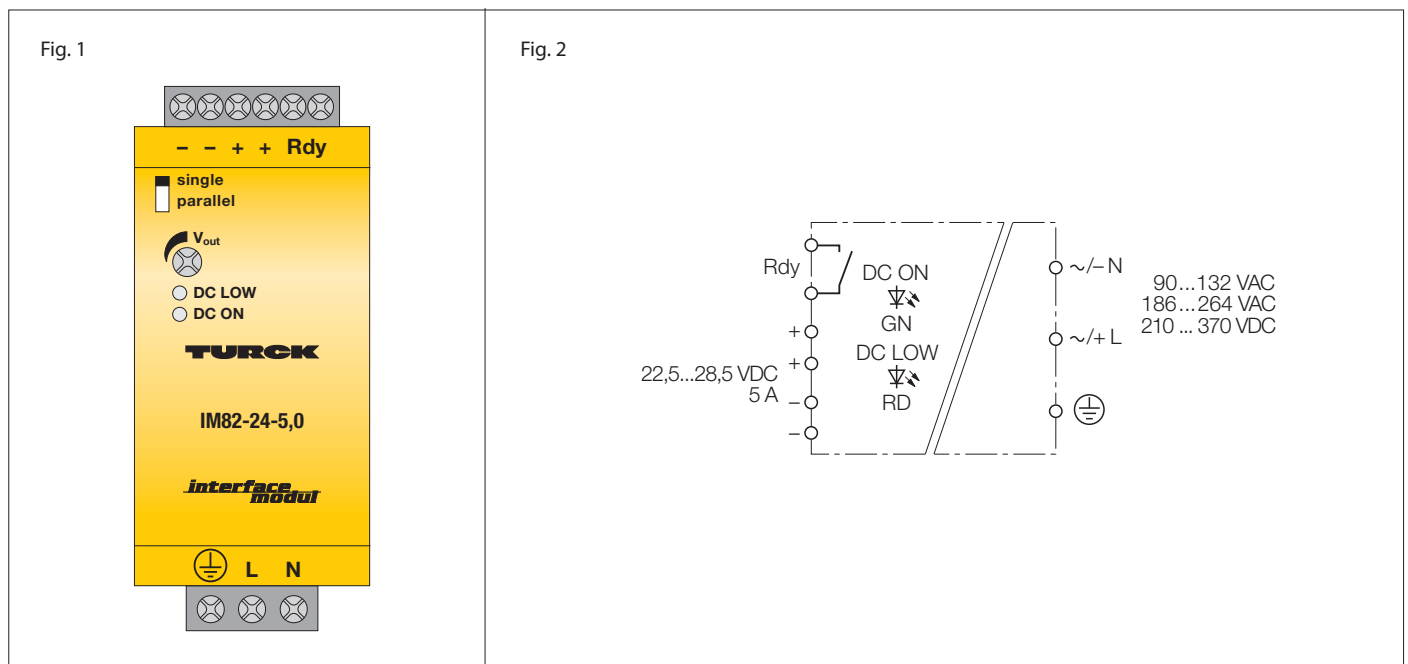 Fig. 1
− − + + Rdy
single
parallel
Vout
DC LOW
DC ON
TURCK
IM82-24-5,0
interface
modul
L N
Fig. 2
Rdy
DC ON
GN
DC LOW
RD
+
+
−
−
22,5...28,5 VDC
5 A
~/− N
~/+ L
90...132 VAC
186...264 VAC
210 ... 370 VDC